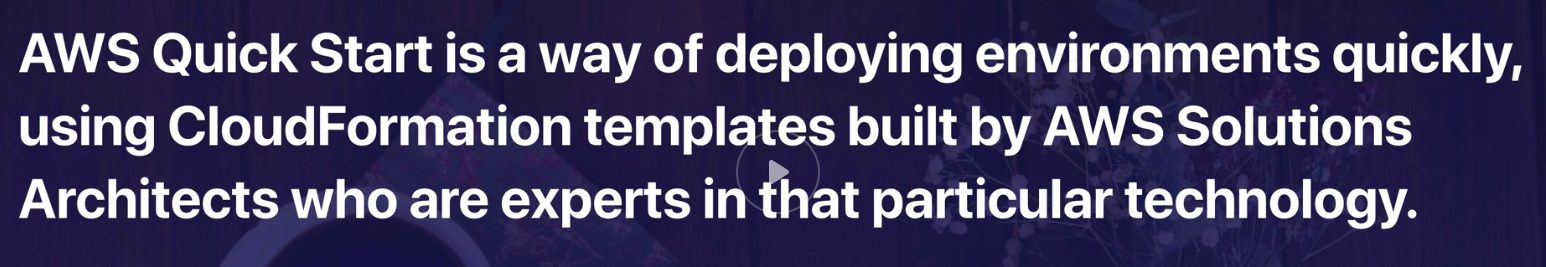 AWS Quick Start is a way of deploying environments quickly,
using CloudFormation templates built by AWS Solutions
Architects who are experts in that particular technology.